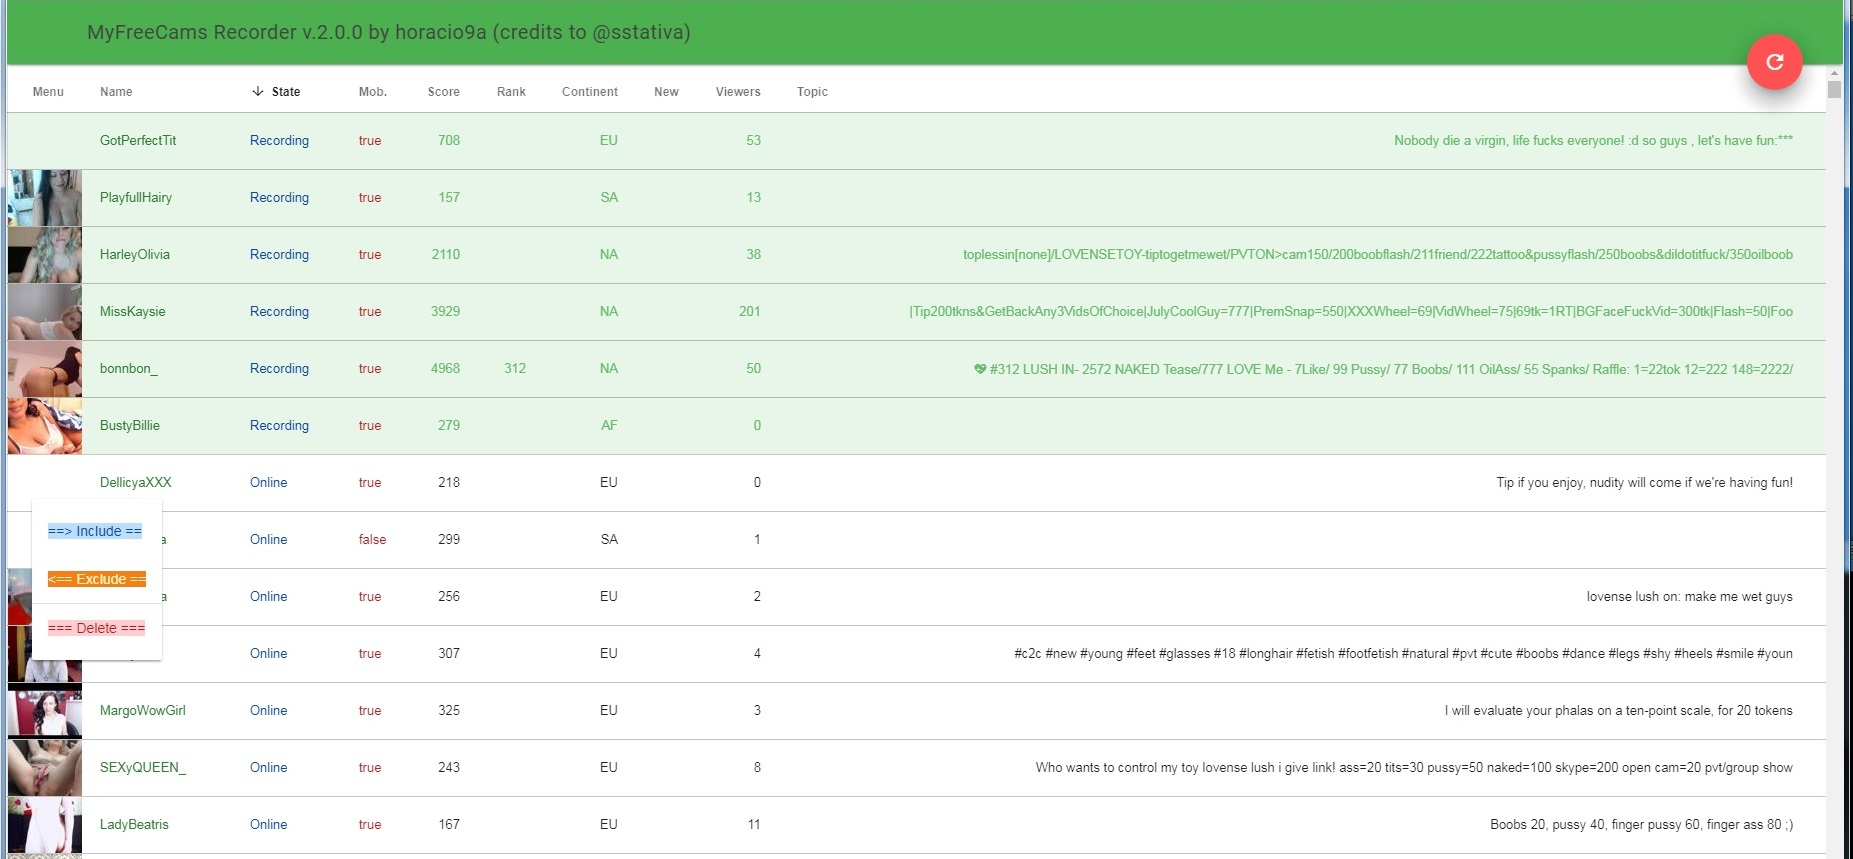 MyFreeCams Recorder v.2.0.0 by horacio9a (credits to @sstativa)
Menu Name ↓ State Mob. Score Rank Continent New Viewers Topic
GotPerfectTit Recording true 708 EU 53 Nobody die a virgin, life fucks everyone! :d so guys , let's have fun:***
PlayfullHairy Recording true 157 SA 13
HarleyOlivia Recording true 2110 NA 38 toplessin[none]/LOVENSETOY-tiptogetmewet/PVTON>cam150/200boobflash/211friend/222tattoo&pussyflash/250boobs&dildotitfuck/350oilboob
MissKaysie Recording true 3929 NA 201 |Tip200tkns&GetBackAny3VidsOfChoice|JulyCoolGuy=777|PremSnap=550|XXXWheel=69|VidWheel=75|69tk=1RT|BGFaceFuckVid=300tk|Flash=50|Foo
bonnbon_ Recording true 4968 312 NA 50 💖 #312 LUSH IN- 2572 NAKED Tease/777 LOVE Me - 7Like/ 99 Pussy/ 77 Boobs/ 111 OilAss/ 55 Spanks/ Raffle: 1=22tok 12=222 148=2222/
BustyBillie Recording true 279 AF 0
DellicyaXXX Online true 218 EU 0 Tip if you enjoy, nudity will come if we're having fun!
==> Include ==
a Online false 299 SA 1
<== Exclude ==
a Online true 256 EU 2 lovense lush on: make me wet guys
=== Delete ===
Online true 307 EU 4 #c2c #new #young #feet #glasses #18 #longhair #fetish #footfetish #natural #pvt #cute #boobs #dance #legs #shy #heels #smile #youn
MargoWowGirl Online true 325 EU 3 I will evaluate your phalas on a ten-point scale, for 20 tokens
SEXyQUEEN_ Online true 243 EU 8 Who wants to control my toy lovense lush i give link! ass=20 tits=30 pussy=50 naked=100 skype=200 open cam=20 pvt/group show
LadyBeatris Online true 167 EU 11 Boobs 20, pussy 40, finger pussy 60, finger ass 80 ;)